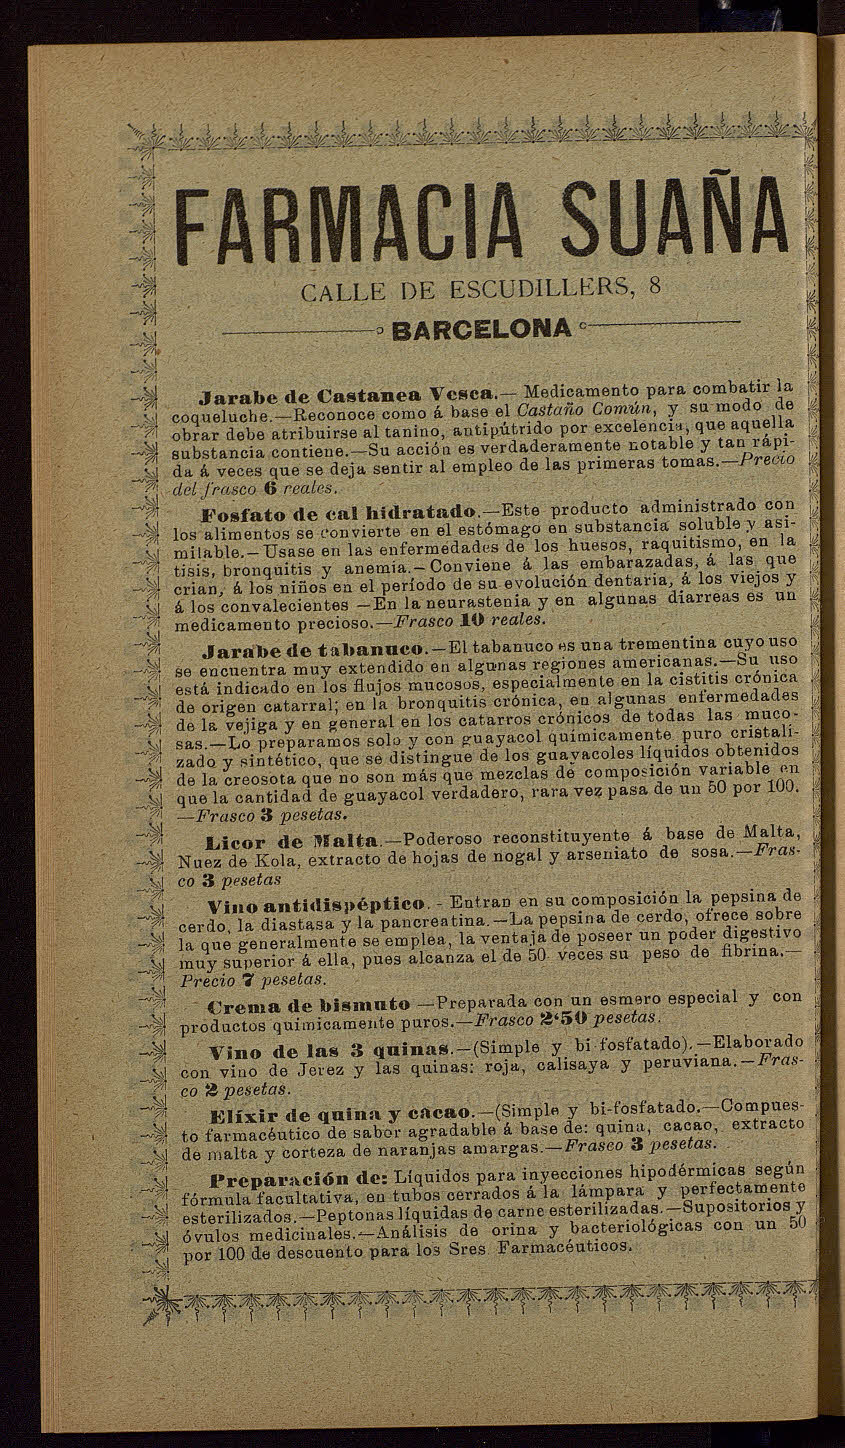 FARMACIA SUAÑA
CALLE DE ESCUDILLERS, 8
BARCELONA
Jarabe de Castanea Vesca.— Medicamento para combatir la
coqueluche.—Reconoce como á base el Castaño Común, y su modo de
obrar debe atribuirse al tanino, antipútrido por excelencia, que aquella
substancia contiene.—Su acción es verdaderamente notable y tan rápi-
da á veces que se deja sentir al empleo de las primeras tomas.—Precio
del frasco 6 reales.
Fosfato de cal hidratado.—Este producto administrado con
los alimentos se convierte en el estómago en substancia soluble y asi-
milable.—Usase en las enfermedades de los huesos, raquitismo, en la
tisis, bronquitis y anemia.—Conviene á las embarazadas, á las que
crian, á los niños en el período de su evolución dentaria, á los viejos y
á los convalecientes —En la neurastenia y en algunas diarreas es un
medicamento precioso.—Frasco 10 reales.
Jarabe de tabanuco.—El tabanuco es una trementina cuyo uso
se encuentra muy extendido en algunas regiones americanas.—Su uso
está indicado en los flujos mucosos, especialmente en la cistitis crónica
de origen catarral; en la bronquitis crónica, en algunas enfermedades
de la vejiga y en general en los catarros crónicos de todas las muco-
sas.—Lo preparamos solo y con guayacol químicamente puro cristali-
zado y sintético, que se distingue de los guayacoles líquidos obtenidos
de la creosota que no son más que mezclas de composición variable en
que la cantidad de guayacol verdadero, rara vez pasa de un 50 por 100.
—Frasco 3 pesetas.
Licor de Malta.—Poderoso reconstituyente á base de Malta,
Nuez de Kola, extracto de hojas de nogal y arseniato de sosa.—Fras-
co 3 pesetas
Vino antidispéptico. - Entran en su composición la pepsina de
cerdo, la diastasa y la pancreatina.—La pepsina de cerdo, ofrece sobre
la que generalmente se emplea, la ventaja de poseer un poder digestivo
muy superior á ella, pues alcanza el de 50 veces su peso de fibrina.—
Precio 7 pesetas.
Crema de bismuto —Preparada con un esmero especial y con
productos quimicamente puros.—Frasco 2‘50 pesetas.
Vino de las 3 quinas.—(Simple y bi-fosfatado).—Elaborado
con vino de Jerez y las quinas: roja, calisaya y peruviana.—Fras-
co 2 pesetas.
Elíxir de quina y cacao.—(Simple y bi-fosfatado.—Compues-
to farmacéutico de sabor agradable á base de: quina, cacao, extracto
de malta y corteza de naranjas amargas.—Frasco 3 pesetas.
Preparación de: Líquidos para inyecciones hipodérmicas según
fórmula facultativa, en tubos cerrados á la lámpara y perfectamente
esterilizados.—Peptonas líquidas de carne esterilizadas.—Supositorios y
óvulos medicinales.—Análisis de orina y bacteriológicas con un 50
por 100 de descuento para los Sres. Farmacéuticos.